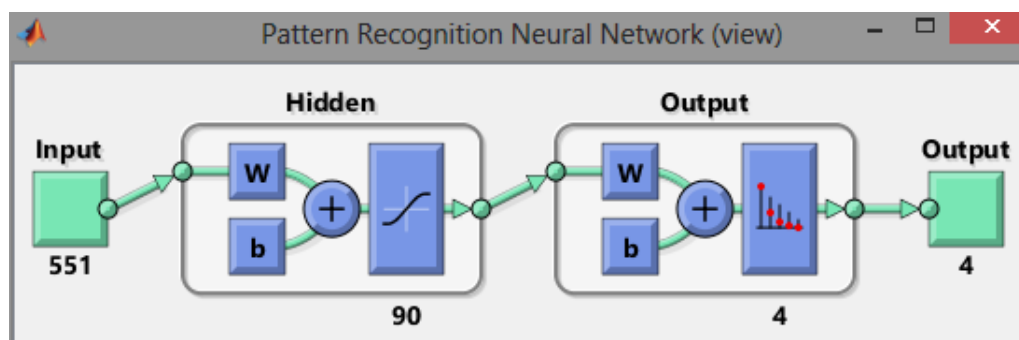 Pattern Recognition Neural Network (view)
Hidden
Output
Input
Output
W
W
b
b
551
90
4
4